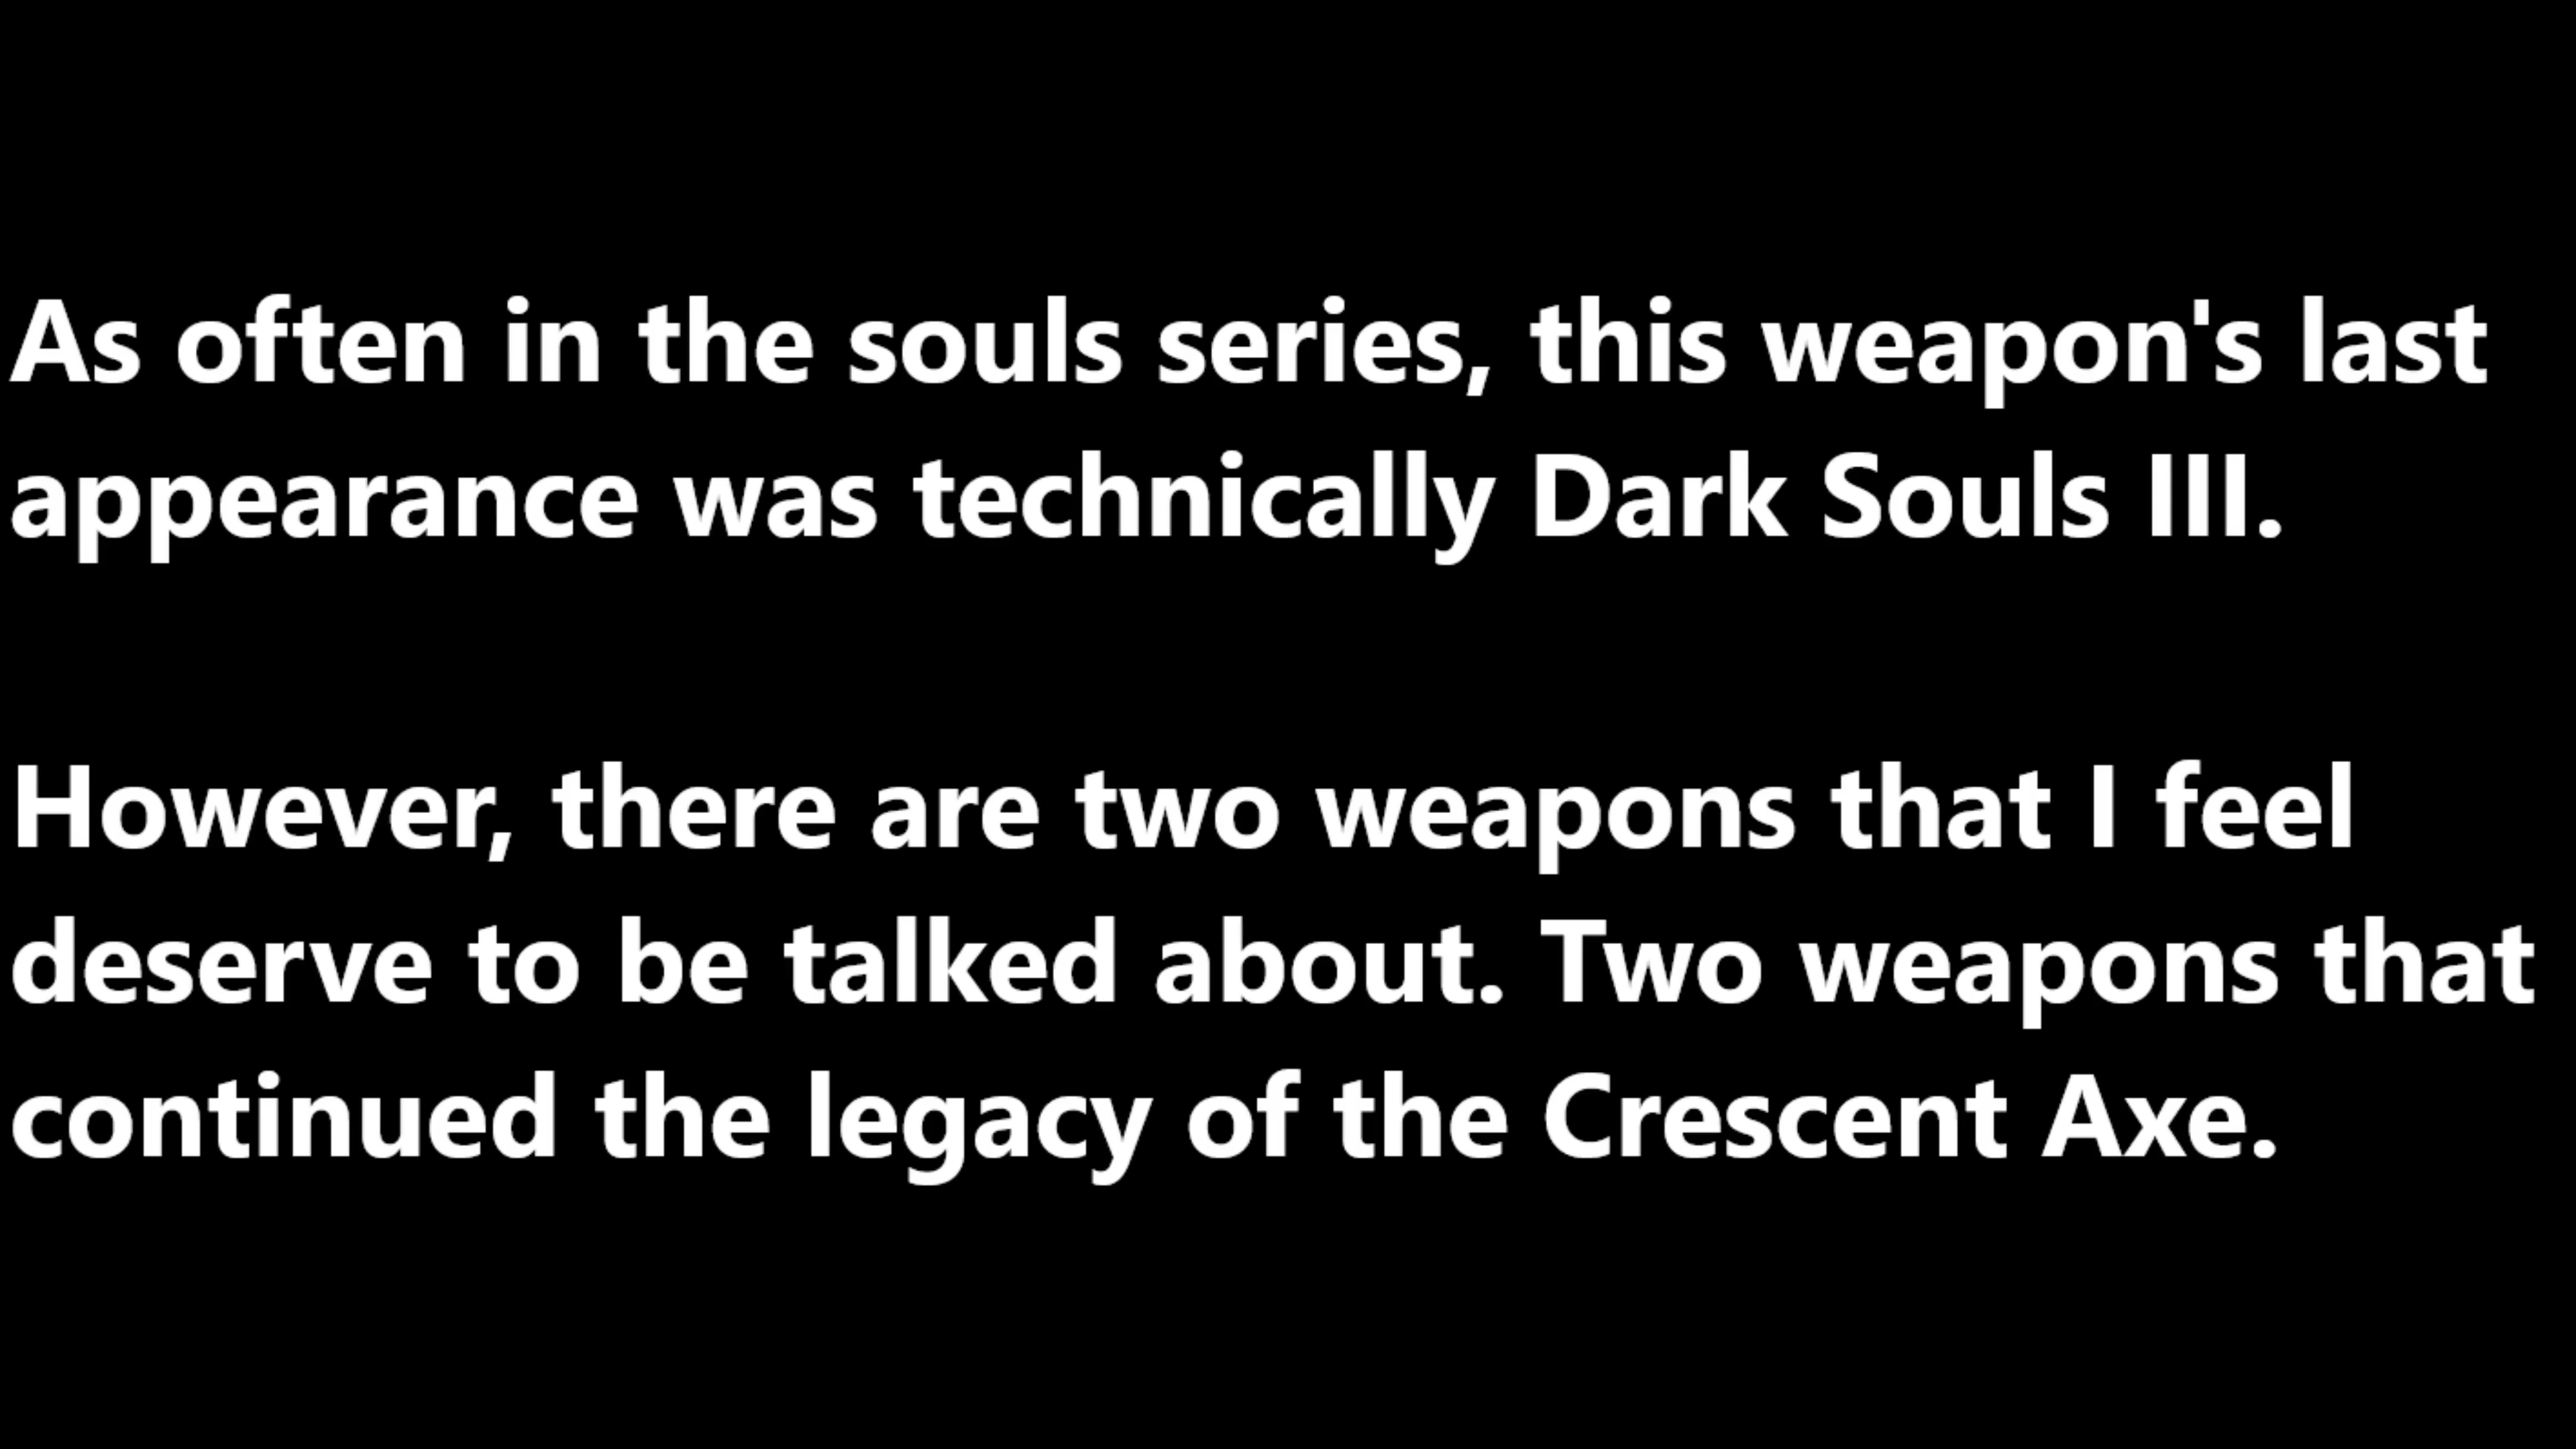 As often in the souls series, this weapon's last
appearance was technically Dark Souls III.
However, there are two weapons that I feel
deserve to be talked about. Two weapons that
continued the legacy of the Crescent Axe.